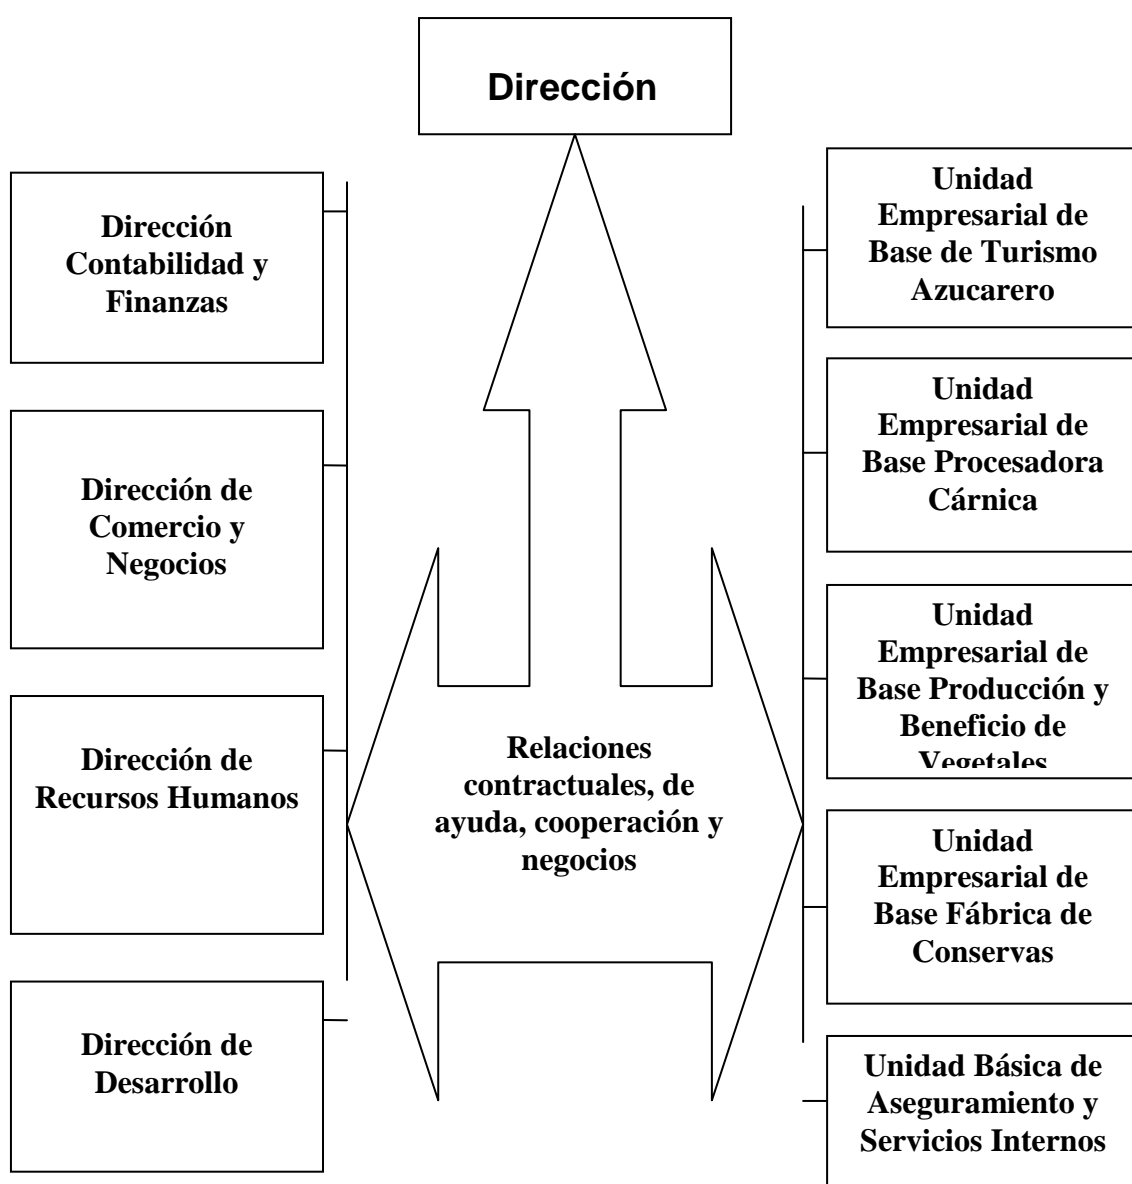 Dirección
Dirección
Contabilidad y
Finanzas
Dirección de
Comercio y
Negocios
Dirección de
Recursos Humanos
Dirección de
Desarrollo
Relaciones
contractuales, de
ayuda, cooperación y
negocios
Unidad
Empresarial de
Base de Turismo
Azucarero
Unidad
Empresarial de
Base Procesadora
Cárnica
Unidad
Empresarial de
Base Producción y
Beneficio de
Vegetales
Unidad
Empresarial de
Base Fábrica de
Conservas
Unidad Básica de
Aseguramiento y
Servicios Internos